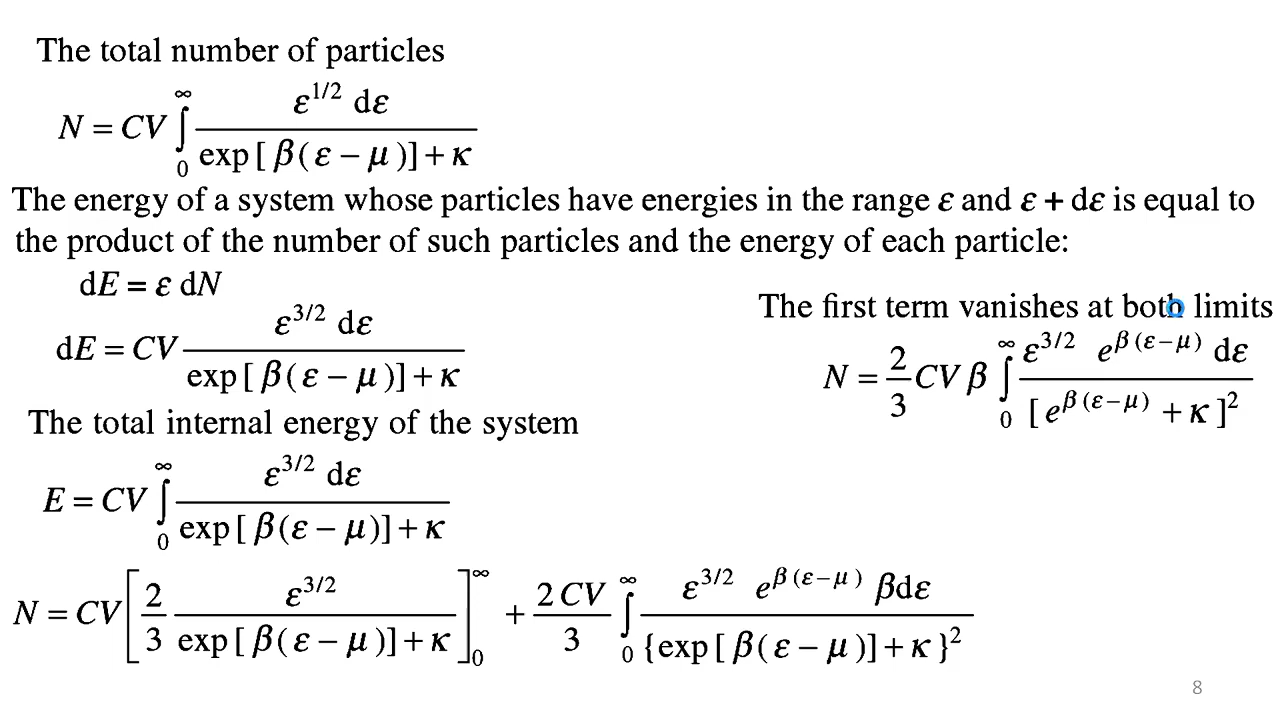 The total number of particles
N = CV ∫₀^∞ ε^{1/2} dε / (exp [ β(ε – μ )] + κ)
The energy of a system whose particles have energies in the range ε and ε + dε is equal to
the product of the number of such particles and the energy of each particle:
dE = ε dN
dE = CV ε^{3/2} dε / (exp [ β(ε – μ )] + κ)
The total internal energy of the system
E = CV ∫₀^∞ ε^{3/2} dε / (exp [ β(ε – μ)] + κ)
The first term vanishes at both limits
N = (2/3) CV β ∫₀^∞ ε^{3/2} e^{β (ε–μ)} dε / [ e^{β (ε–μ)} + κ ]²
N = CV [ (2/3) ε^{3/2} / (exp [ β(ε – μ )] + κ) ]₀^∞ + (2 CV / 3) ∫₀^∞ ε^{3/2} e^{β (ε–μ )} βdε / {exp [ β(ε – μ)] + κ }²
8